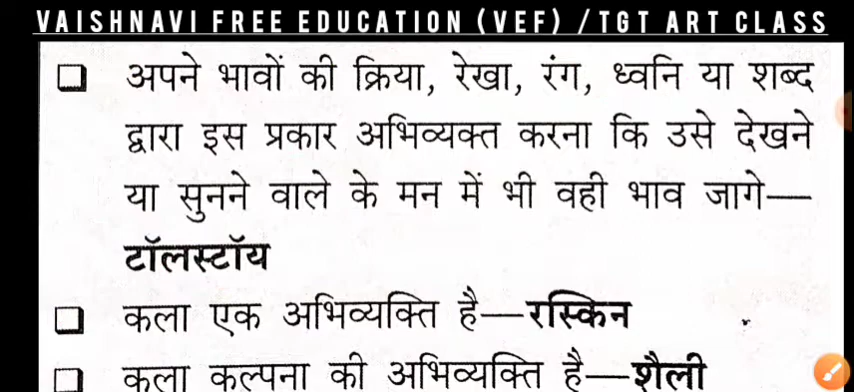 VAISHNAVI FREE EDUCATION (VEF) / TGT ART CLASS
अपने भावों की क्रिया, रेखा, रंग, ध्वनि या शब्द
द्वारा इस प्रकार अभिव्यक्त करना कि उसे देखने
या सुनने वाले के मन में भी वही भाव जागे—
टॉलस्टॉय
कला एक अभिव्यक्ति है—रस्किन
कला कल्पना की अभिव्यक्ति है—शैली